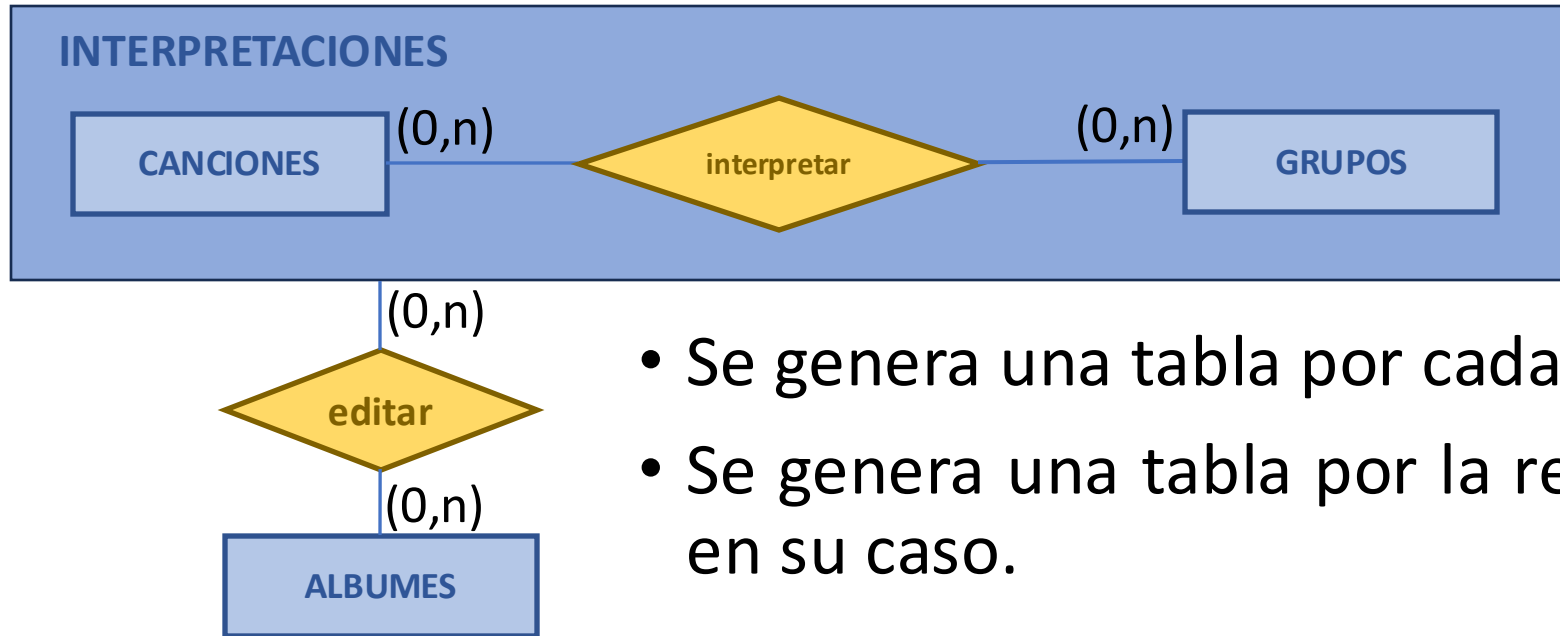 INTERPRETACIONES
(0,n)
(0,n)
CANCIONES
interpretar
GRUPOS
(0,n)
• Se genera una tabla por cada
editar
• Se genera una tabla por la re
(0,n)
en su caso.
ALBUMES